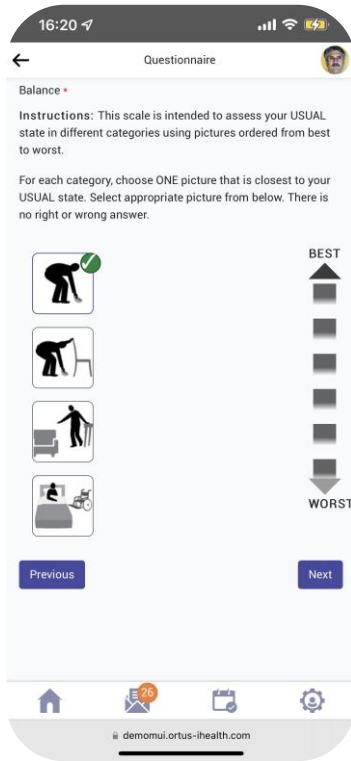 16:20
Questionnaire
Balance •
Instructions: This scale is intended to assess your USUAL
state in different categories using pictures ordered from best
to worst.
For each category, choose ONE picture that is closest to your
USUAL state. Select appropriate picture from below. There is
no right or wrong answer.
BEST
WORST
Previous
Next
26
demomui.ortus-ihealth.com